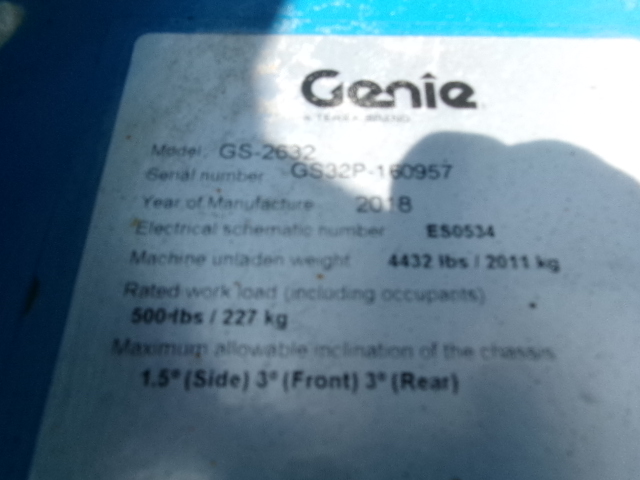 Genie
A TEREX BRAND
Model GS-2632
Serial number GS32P-160957
Year of Manufacture 2018
Electrical schematic number ES0534
Machine unladen weight 4432 lbs / 2011 kg
Rated work load (including occupants)
500 lbs / 227 kg
Maximum allowable inclination of the chassis
1.5° (Side) 3° (Front) 3° (Rear)